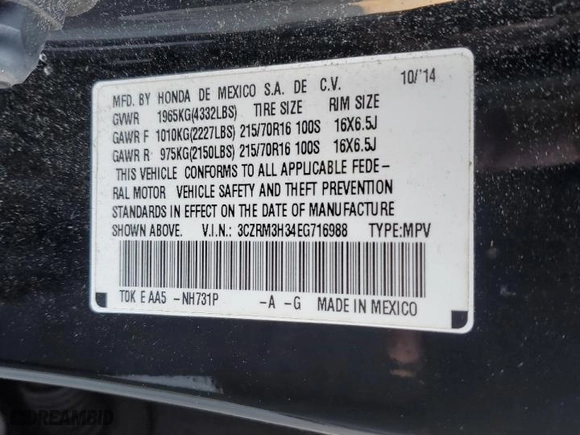 MFD. BY HONDA DE MEXICO S.A. DE C.V. 10/'14
GVWR 1965KG(4332LBS) TIRE SIZE RIM SIZE
GAWR F 1010KG(2227LBS) 215/70R16 100S 16X6.5J
GAWR R 975KG(2150LBS) 215/70R16 100S 16X6.5J
THIS VEHICLE CONFORMS TO ALL APPLICABLE FEDE-
RAL MOTOR VEHICLE SAFETY AND THEFT PREVENTION
STANDARDS IN EFFECT ON THE DATE OF MANUFACTURE
SHOWN ABOVE. V.I.N.: 3CZRM3H34EG716988 TYPE:MPV
TOK E AA5 -NH731P -A -G MADE IN MEXICO
DREAMBID